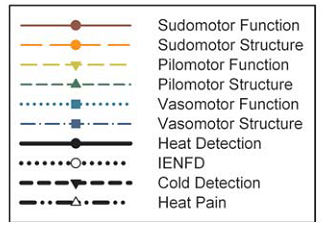 Sudomotor Function
Sudomotor Structure
Pilomotor Function
Pilomotor Structure
Vasomotor Function
Vasomotor Structure
Heat Detection
IENFD
Cold Detection
Heat Pain